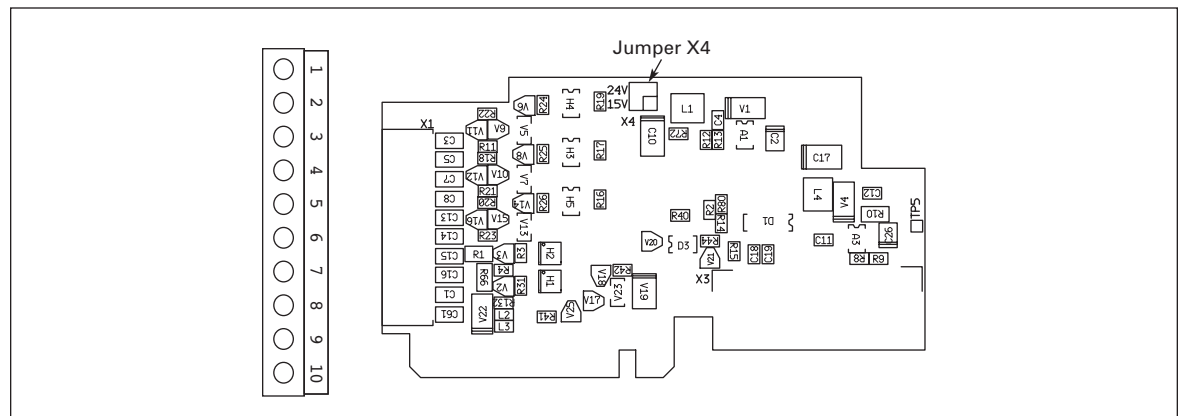 Jumper X4
24V
15V
X4
X1
1
2
3
4
5
6
7
8
9
10
C3
C5
C7
C8
C13
C14
C15
C16
C1
C61
R22
V11
V9
R11
R18
V12
V10
R21
R20
V16
V15
R23
R1
V3
R3
R4
R66
V2
R31
R132
V22
L2
L3
V6
R24
V5
V8
R25
V7
V14
R26
V13
H4
R19
H3
R17
H5
R16
H2
H1
R41
V25
V17
V18
R42
V23
V19
C10
L1
R72
V1
C4
R12
R13
A1
C2
C17
L4
V4
C12
R10
C26
TP5
C11
A3
R8
R9
R40
R2
R80
R14
D1
V20
D3
R44
V21
R15
C18
C19
X3